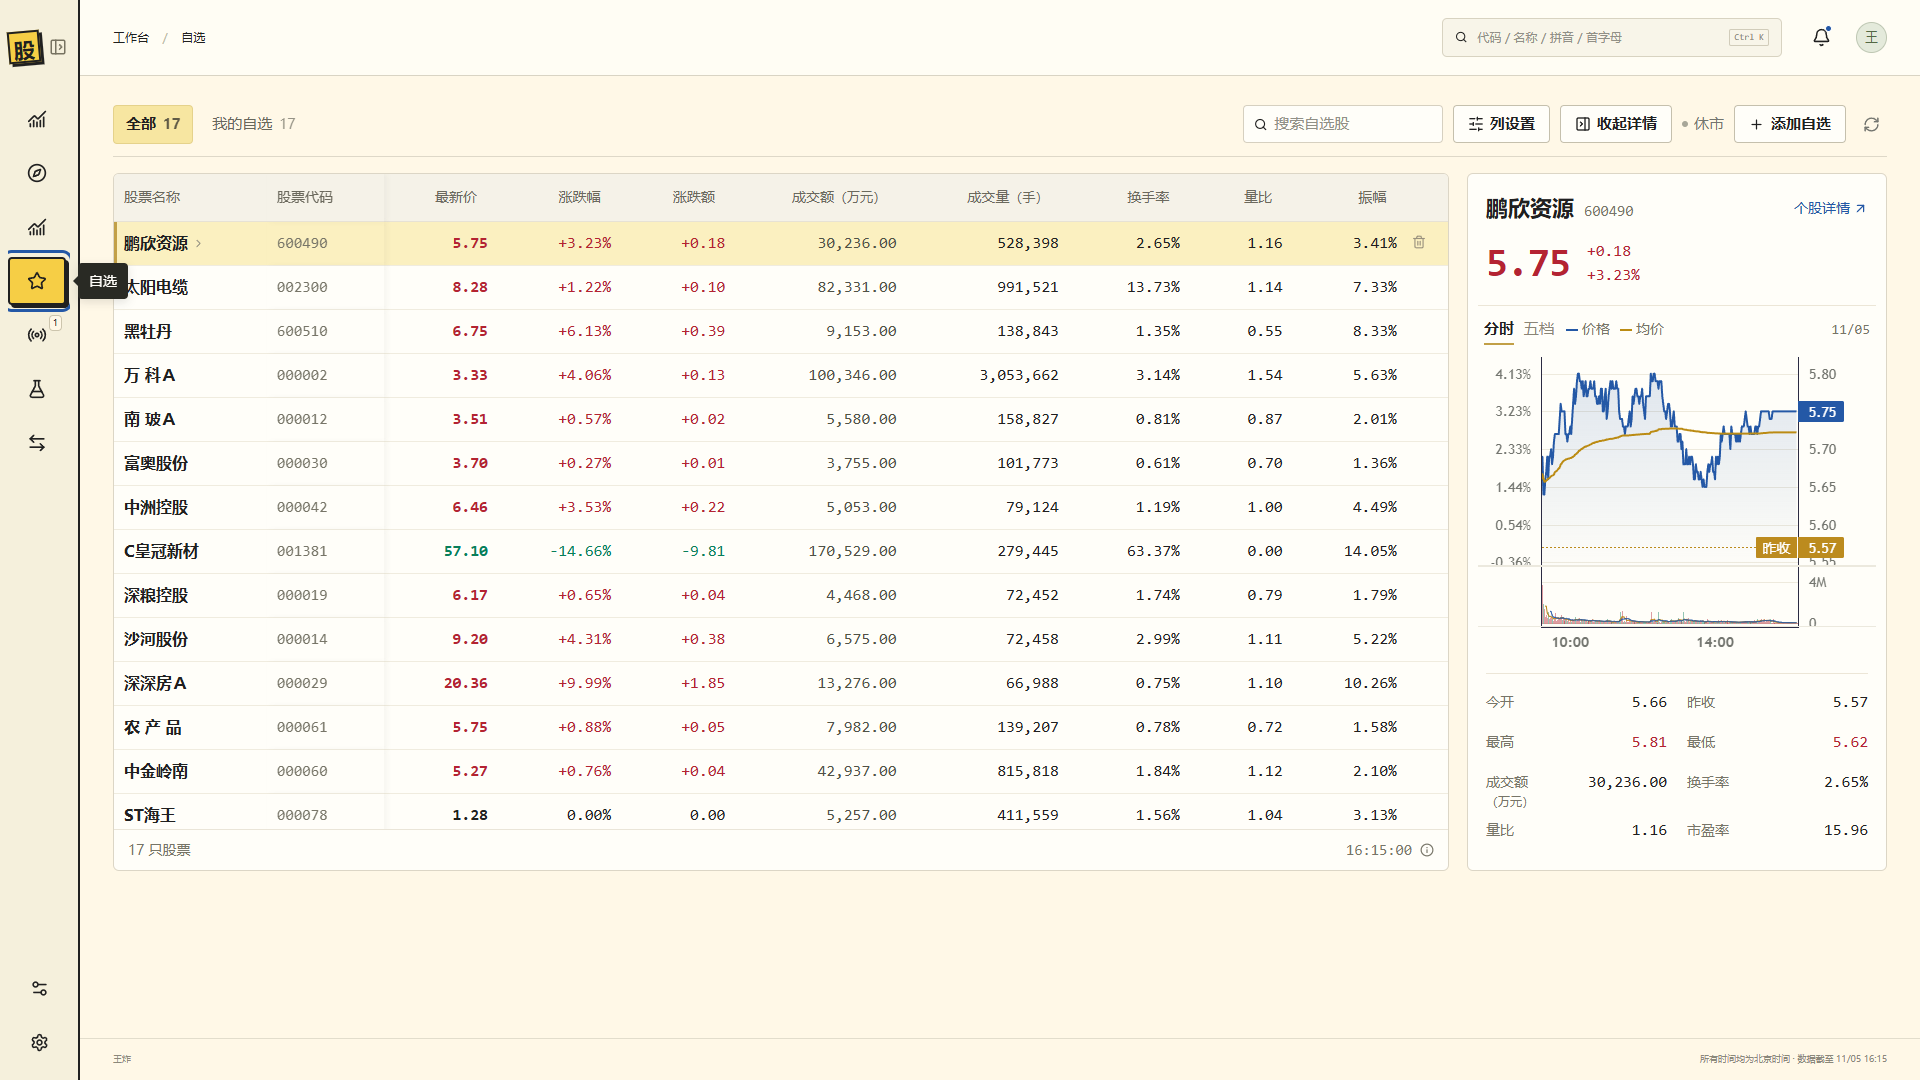 股
工作台 / 自选
代码 / 名称 / 拼音 / 首字母 Ctrl K
王
全部 17 我的自选 17
搜索自选股 列设置 收起详情 休市 添加自选
自选
1
股票名称 股票代码 最新价 涨跌幅 涨跌额 成交额 (万元) 成交量 (手) 换手率 量比 振幅
鹏欣资源 600490 5.75 +3.23% +0.18 30,236.00 528,398 2.65% 1.16 3.41%
太阳电缆 002300 8.28 +1.22% +0.10 82,331.00 991,521 13.73% 1.14 7.33%
黑牡丹 600510 6.75 +6.13% +0.39 9,153.00 138,843 1.35% 0.55 8.33%
万 科A 000002 3.33 +4.06% +0.13 100,346.00 3,053,662 3.14% 1.54 5.63%
南 玻A 000012 3.51 +0.57% +0.02 5,580.00 158,827 0.81% 0.87 2.01%
富奥股份 000030 3.70 +0.27% +0.01 3,755.00 101,773 0.61% 0.70 1.36%
中洲控股 000042 6.46 +3.53% +0.22 5,053.00 79,124 1.19% 1.00 4.49%
C皇冠新材 001381 57.10 -14.66% -9.81 170,529.00 279,445 63.37% 0.00 14.05%
深粮控股 000019 6.17 +0.65% +0.04 4,468.00 72,452 1.74% 0.79 1.79%
沙河股份 000014 9.20 +4.31% +0.38 6,575.00 72,458 2.99% 1.11 5.22%
深深房A 000029 20.36 +9.99% +1.85 13,276.00 66,988 0.75% 1.10 10.26%
农 产 品 000061 5.75 +0.88% +0.05 7,982.00 139,207 0.78% 0.72 1.58%
中金岭南 000060 5.27 +0.76% +0.04 42,937.00 815,818 1.84% 1.12 2.10%
ST海王 000078 1.28 0.00% 0.00 5,257.00 411,559 1.56% 1.04 3.13%
17 只股票 16:15:00
鹏欣资源 600490 个股详情
5.75 +0.18
+3.23%
分时 五档 价格 均价 11/05
4.13% 5.80
3.23% 5.75
2.33% 5.70
1.44% 5.65
0.54% 5.60
昨收 5.57
-0.36% 5.55
4M
0
10:00 14:00
今开 5.66 昨收 5.57
最高 5.81 最低 5.62
成交额 30,236.00 换手率 2.65%
(万元)
量比 1.16 市盈率 15.96
王炸
所有时间均为北京时间 · 数据截至 11/05 16:15